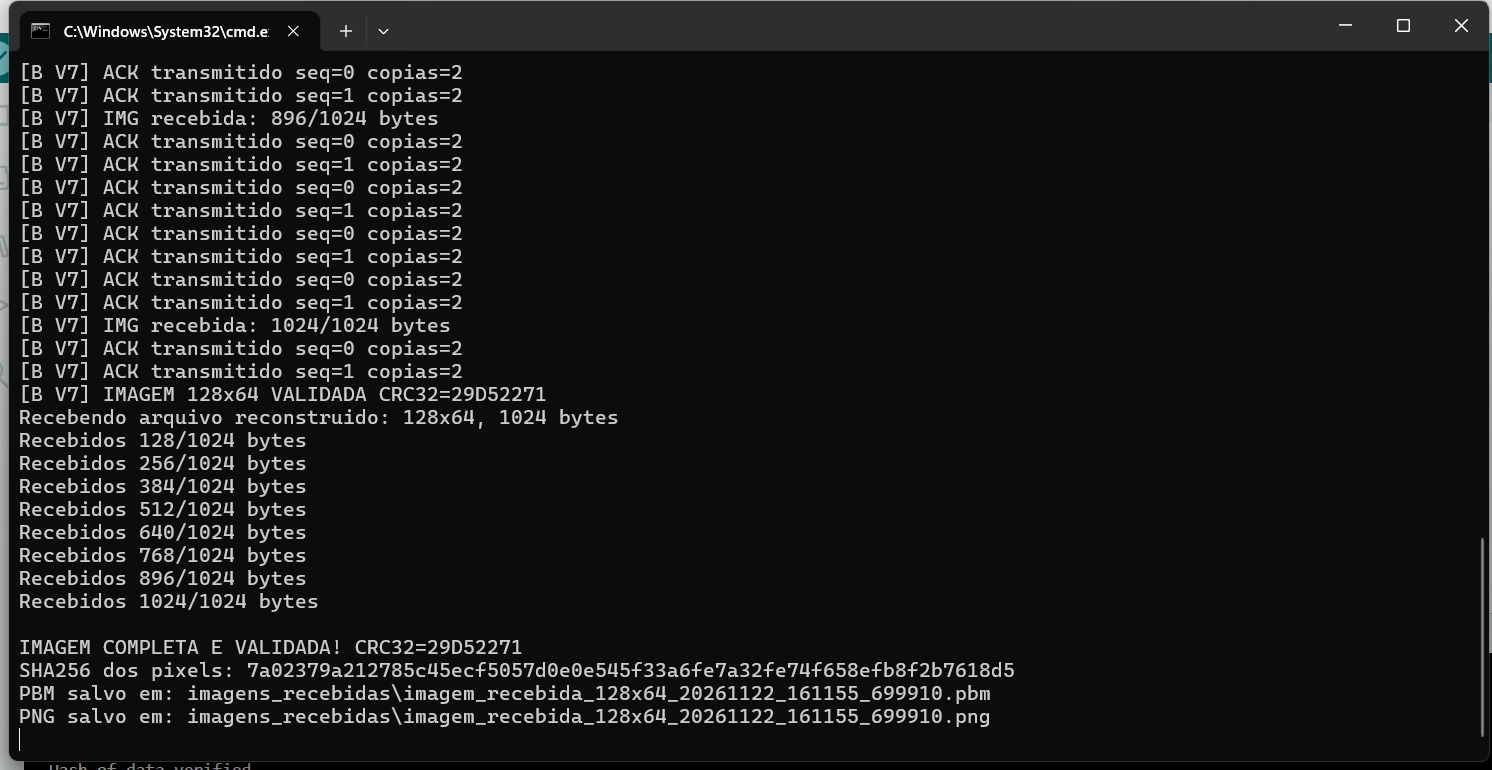 C:\Windows\System32\cmd.e
[B V7] ACK transmitido seq=0 copias=2
[B V7] ACK transmitido seq=1 copias=2
[B V7] IMG recebida: 896/1024 bytes
[B V7] ACK transmitido seq=0 copias=2
[B V7] ACK transmitido seq=1 copias=2
[B V7] ACK transmitido seq=0 copias=2
[B V7] ACK transmitido seq=1 copias=2
[B V7] ACK transmitido seq=0 copias=2
[B V7] ACK transmitido seq=1 copias=2
[B V7] ACK transmitido seq=0 copias=2
[B V7] ACK transmitido seq=1 copias=2
[B V7] IMG recebida: 1024/1024 bytes
[B V7] ACK transmitido seq=0 copias=2
[B V7] ACK transmitido seq=1 copias=2
[B V7] IMAGEM 128x64 VALIDADA CRC32=29D52271
Recebendo arquivo reconstruido: 128x64, 1024 bytes
Recebidos 128/1024 bytes
Recebidos 256/1024 bytes
Recebidos 384/1024 bytes
Recebidos 512/1024 bytes
Recebidos 640/1024 bytes
Recebidos 768/1024 bytes
Recebidos 896/1024 bytes
Recebidos 1024/1024 bytes
IMAGEM COMPLETA E VALIDADA! CRC32=29D52271
SHA256 dos pixels: 7a02379a212785c45ecf5057d0e0e545f33a6fe7a32fe74f658efb8f2b7618d5
PBM salvo em: imagens_recebidas\imagem_recebida_128x64_20261122_161155_699910.pbm
PNG salvo em: imagens_recebidas\imagem_recebida_128x64_20261122_161155_699910.png
Hash of data verified